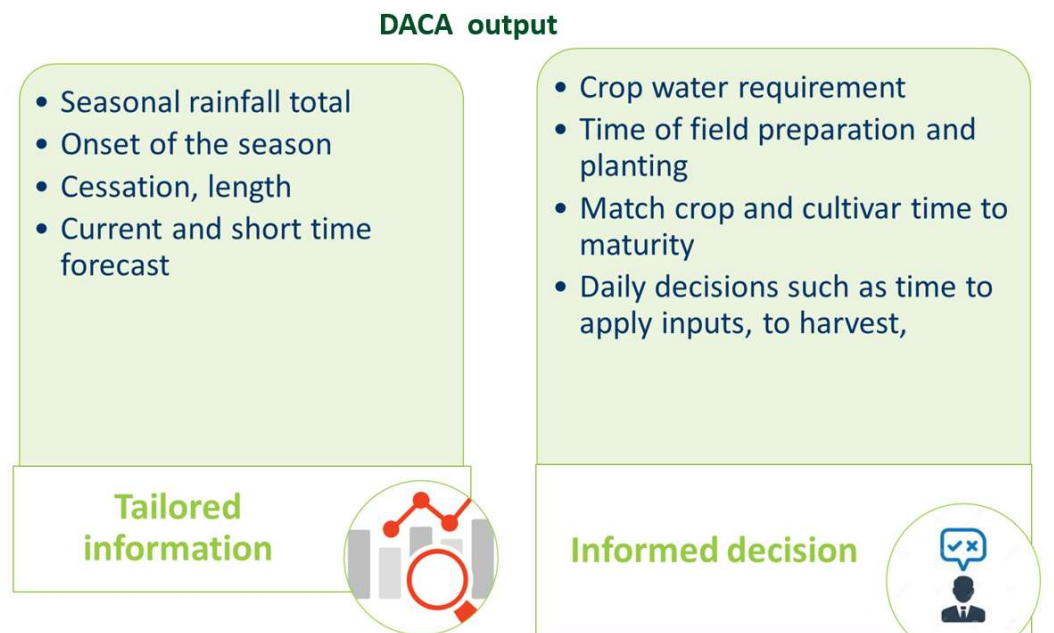 DACA output
• Seasonal rainfall total
• Onset of the season
• Cessation, length
• Current and short time
forecast
Tailored
information
• Crop water requirement
• Time of field preparation and
planting
• Match crop and cultivar time to
maturity
• Daily decisions such as time to
apply inputs, to harvest,
Informed decision